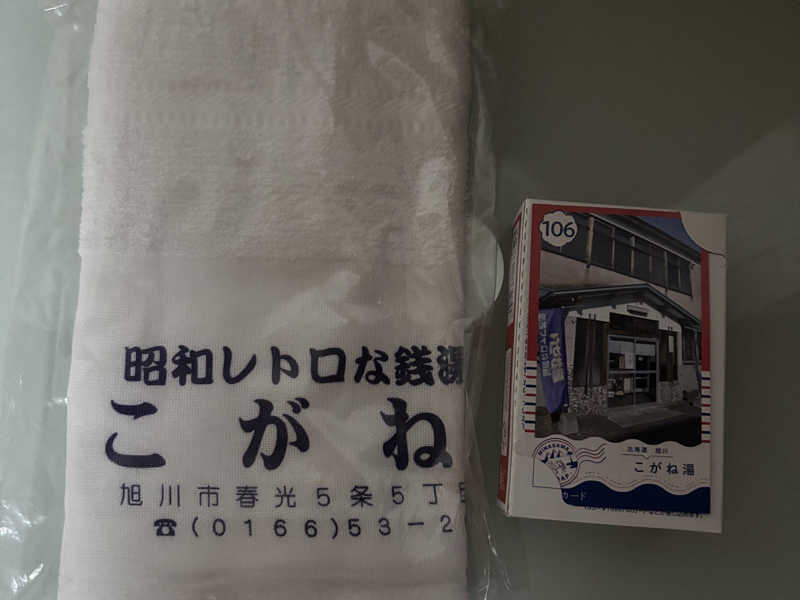 昭和レトロな銭湯
こがね
旭川市春光5条5丁目
☎(0166)53-2
106
北海道 旭川
こがね湯
カード